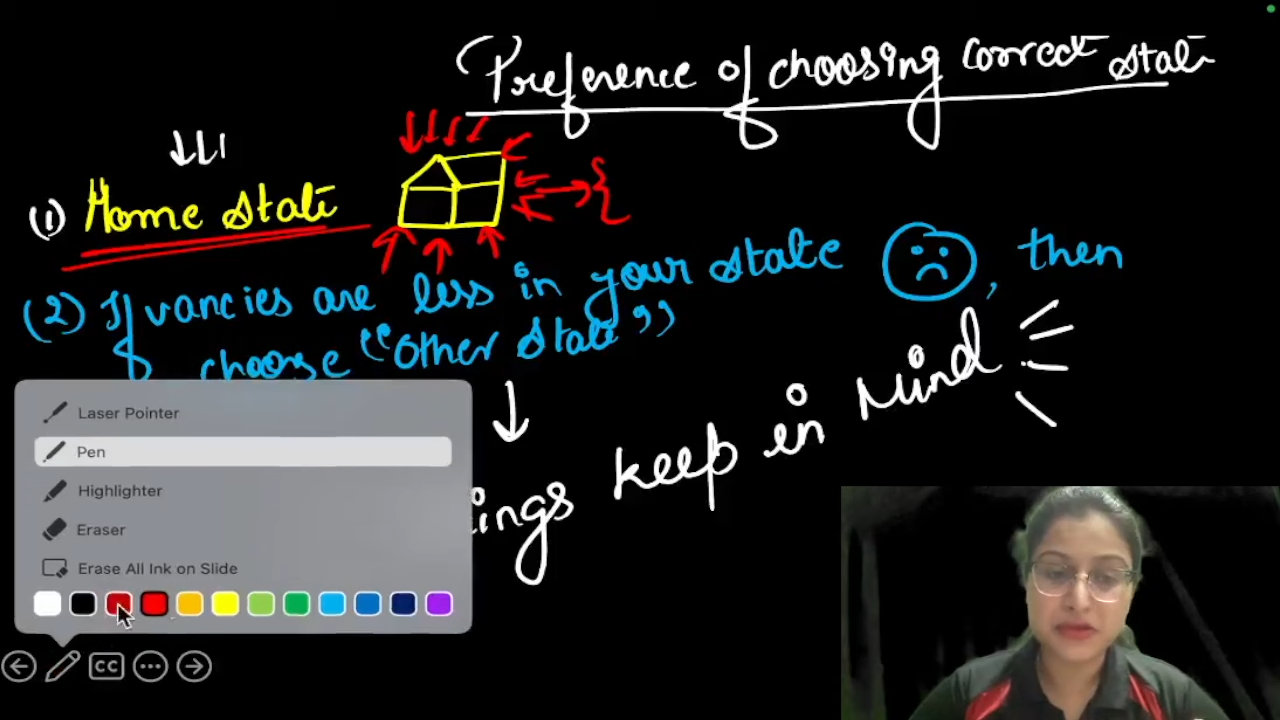 Preference of choosing correct State
(1) Home State
(2) If vancies are less in your state , then
choose "Other State"
ings keep in Mind
Laser Pointer
Pen
Highlighter
Eraser
Erase All Ink on Slide
CC